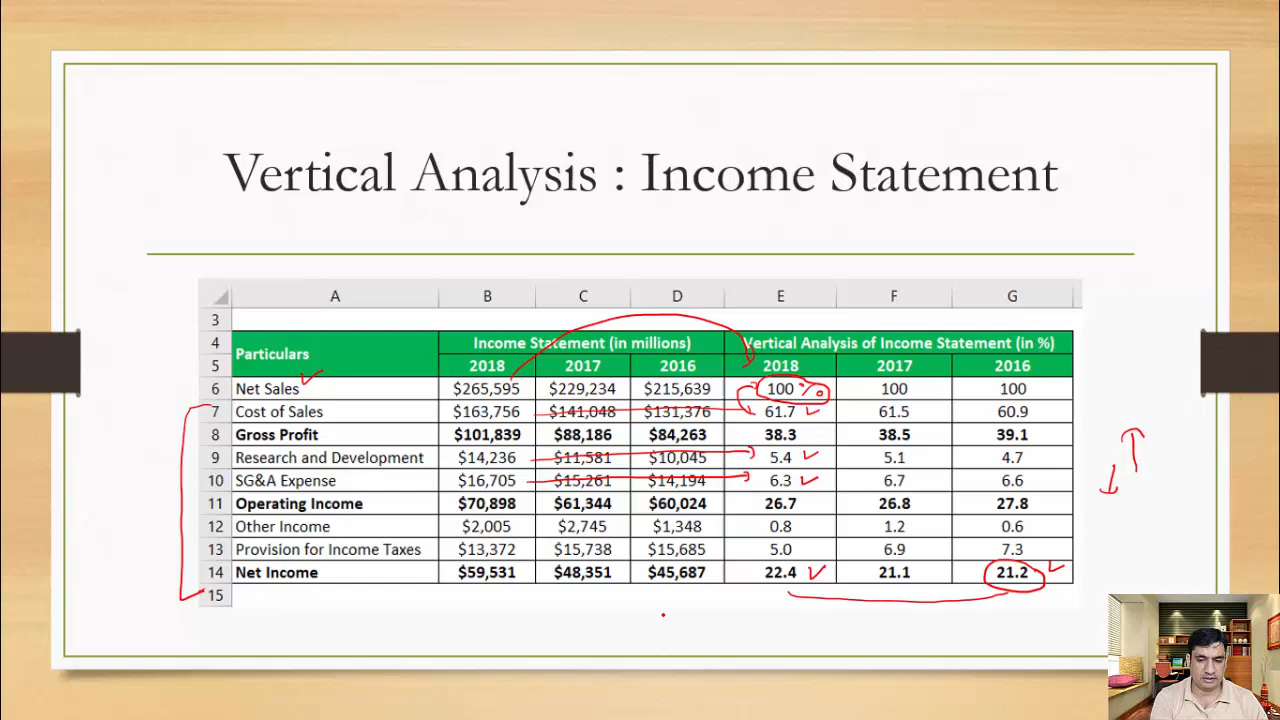 Vertical Analysis : Income Statement
A B C D E F G
3
4 Particulars Income Statement (in millions) Vertical Analysis of Income Statement (in %)
5 2018 2017 2016 2018 2017 2016
6 Net Sales $265,595 $229,234 $215,639 100 % 100 100
7 Cost of Sales $163,756 $141,048 $131,376 61.7 61.5 60.9
8 Gross Profit $101,839 $88,186 $84,263 38.3 38.5 39.1
9 Research and Development $14,236 $11,581 $10,045 5.4 5.1 4.7
10 SG&A Expense $16,705 $15,261 $14,194 6.3 6.7 6.6
11 Operating Income $70,898 $61,344 $60,024 26.7 26.8 27.8
12 Other Income $2,005 $2,745 $1,348 0.8 1.2 0.6
13 Provision for Income Taxes $13,372 $15,738 $15,685 5.0 6.9 7.3
14 Net Income $59,531 $48,351 $45,687 22.4 21.1 21.2
15